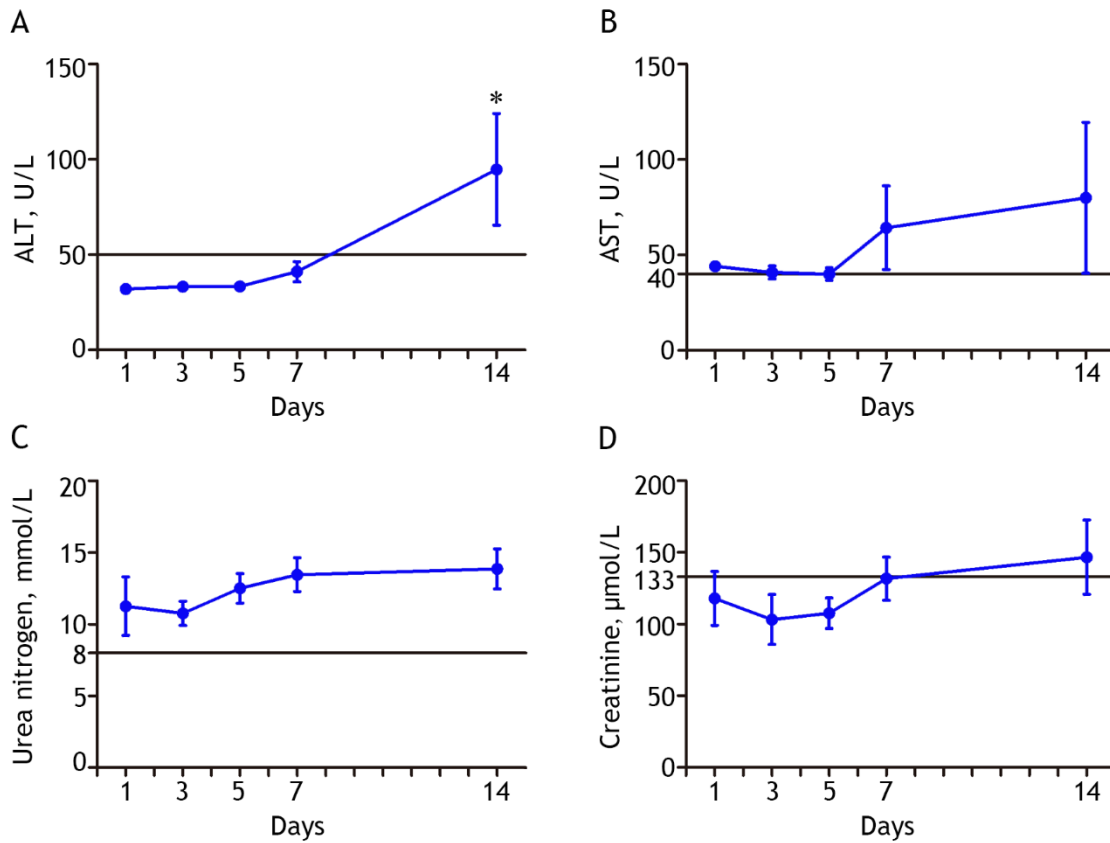 A
150
100
50
0
ALT, U/L
*
1 3 5 7 14
Days
B
150
100
50
40
0
AST, U/L
1 3 5 7 14
Days
C
20
15
10
8
5
0
Urea nitrogen, mmol/L
1 3 5 7 14
Days
D
200
150
133
100
50
0
Creatinine, μmol/L
1 3 5 7 14
Days